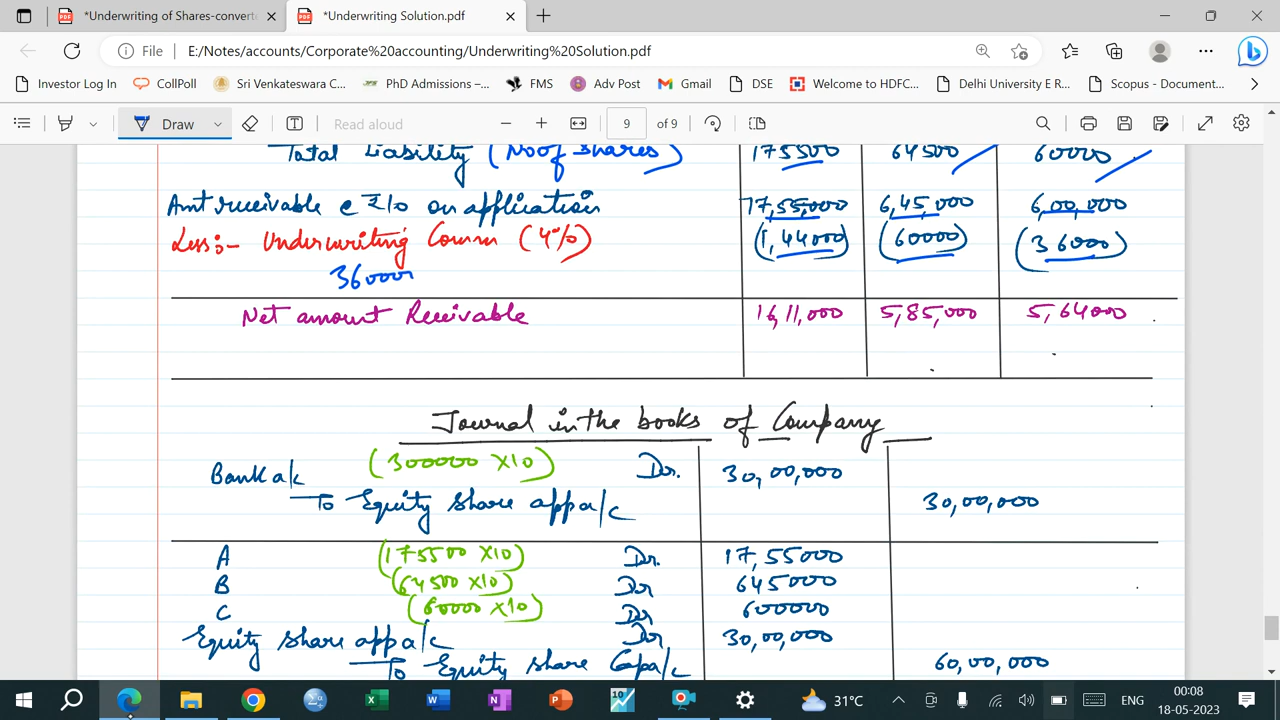 *Underwriting of Shares-converte
*Underwriting Solution.pdf
File
E:/Notes/accounts/Corporate%20accounting/Underwriting%20Solution.pdf
Investor Log In
CollPoll
Sri Venkateswara C...
PhD Admissions –...
FMS
Adv Post
Gmail
DSE
Welcome to HDFC...
Delhi University E R...
Scopus - Document...
Draw
Read aloud
9
of 9
Total Liability (No of shares) 175500 64500 60000
Amt receivable @ ₹10 on application 17,55,000 6,45,000 6,00,000
Less:- Underwriting Comm (4%) (1,44000) (60000) (36000)
36000
Net amount Receivable 16,11,000 5,85,000 5,64000
Journal in the books of Company
Bank a/c (300000 X10) Dr. 30,00,000
To Equity share app a/c 30,00,000
A (175500 X10) Dr. 17,55000
B (64500 X10) Dr 645000
C (60000 X10) Dr 600000
Equity share app a/c Dr 30,00,000
To Equity share Cap a/c 60,00,000
10
31°C
ENG
00:08
18-05-2023